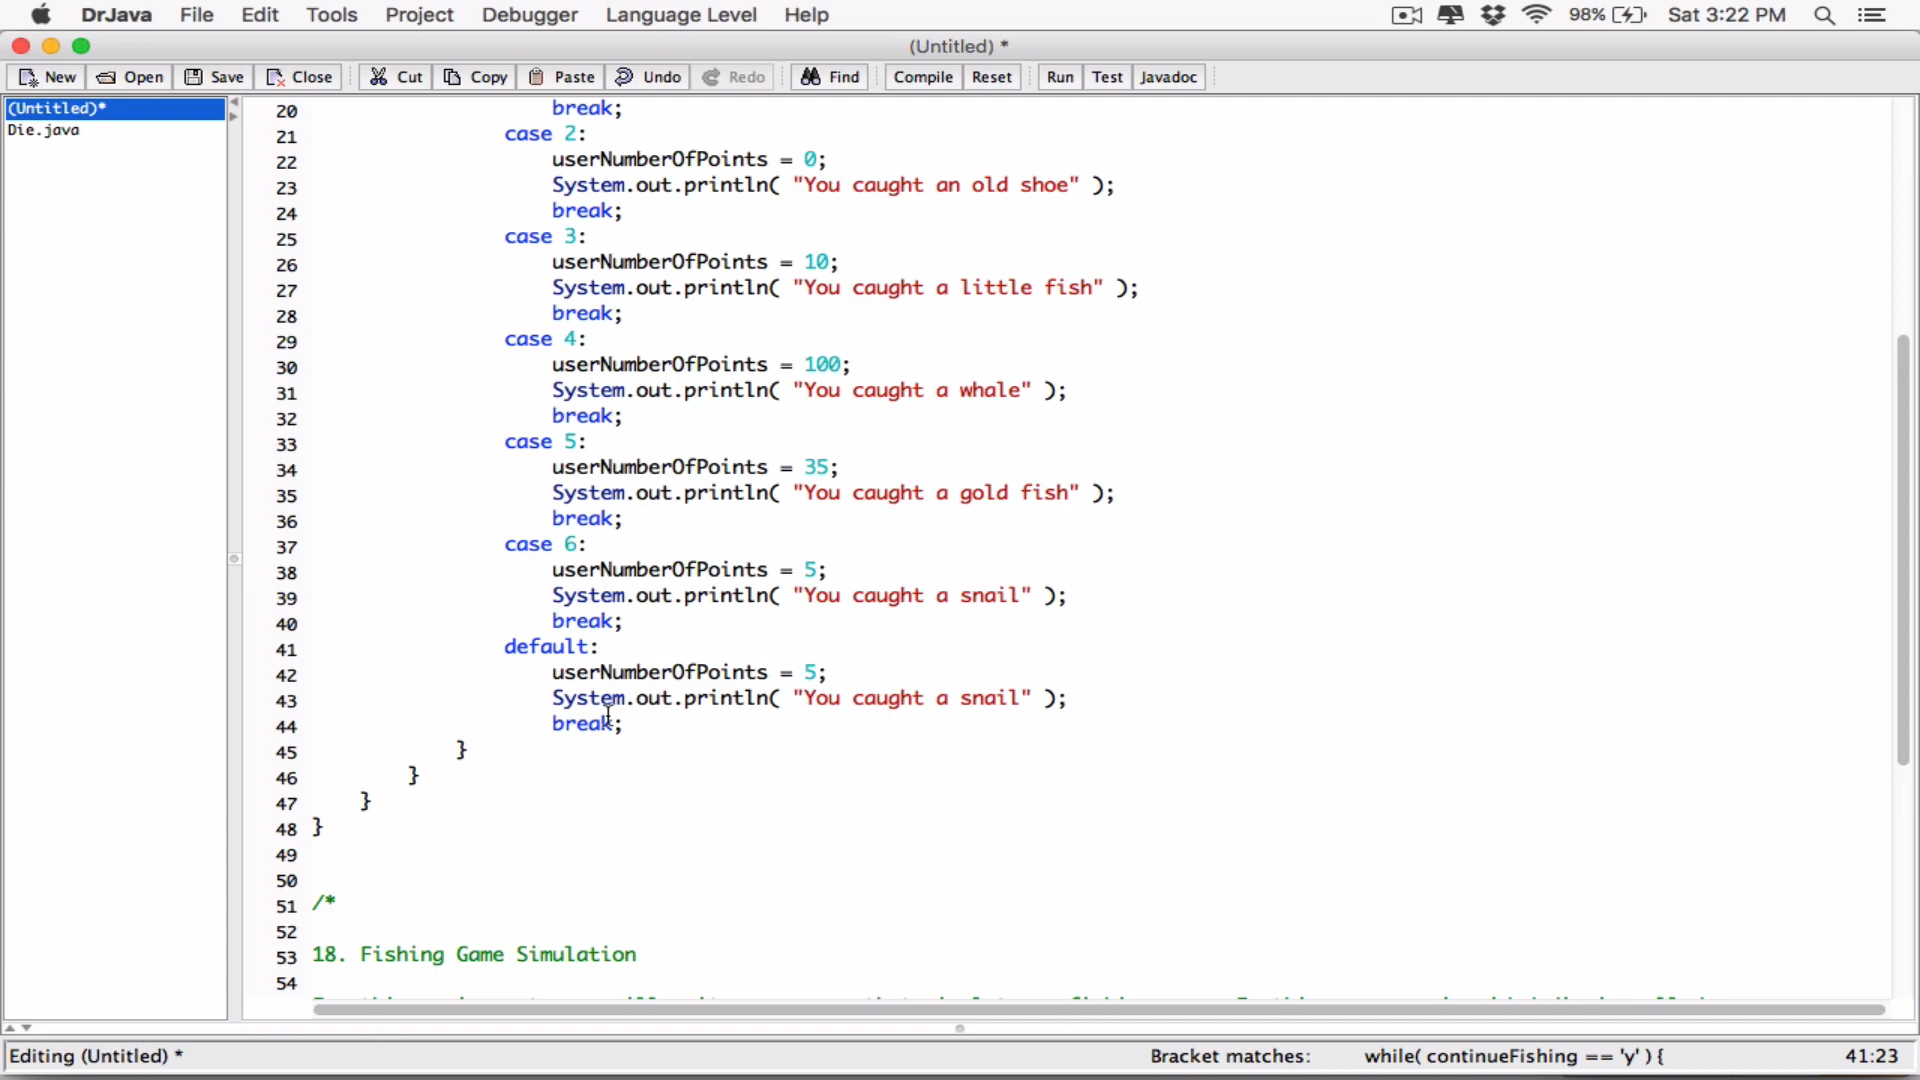 DrJava File Edit Tools Project Debugger Language Level Help 98% Sat 3:22 PM
(Untitled) *
New Open Save Close Cut Copy Paste Undo Redo Find Compile Reset Run Test Javadoc
(Untitled)*
Die.java
20 break;
21 case 2:
22 userNumberOfPoints = 0;
23 System.out.println( "You caught an old shoe" );
24 break;
25 case 3:
26 userNumberOfPoints = 10;
27 System.out.println( "You caught a little fish" );
28 break;
29 case 4:
30 userNumberOfPoints = 100;
31 System.out.println( "You caught a whale" );
32 break;
33 case 5:
34 userNumberOfPoints = 35;
35 System.out.println( "You caught a gold fish" );
36 break;
37 case 6:
38 userNumberOfPoints = 5;
39 System.out.println( "You caught a snail" );
40 break;
41 default:
42 userNumberOfPoints = 5;
43 System.out.println( "You caught a snail" );
44 break;
45 }
46 }
47 }
48 }
49
50
51 /*
52
53 18. Fishing Game Simulation
54
Editing (Untitled) * Bracket matches: while( continueFishing == 'y' ) { 41:23